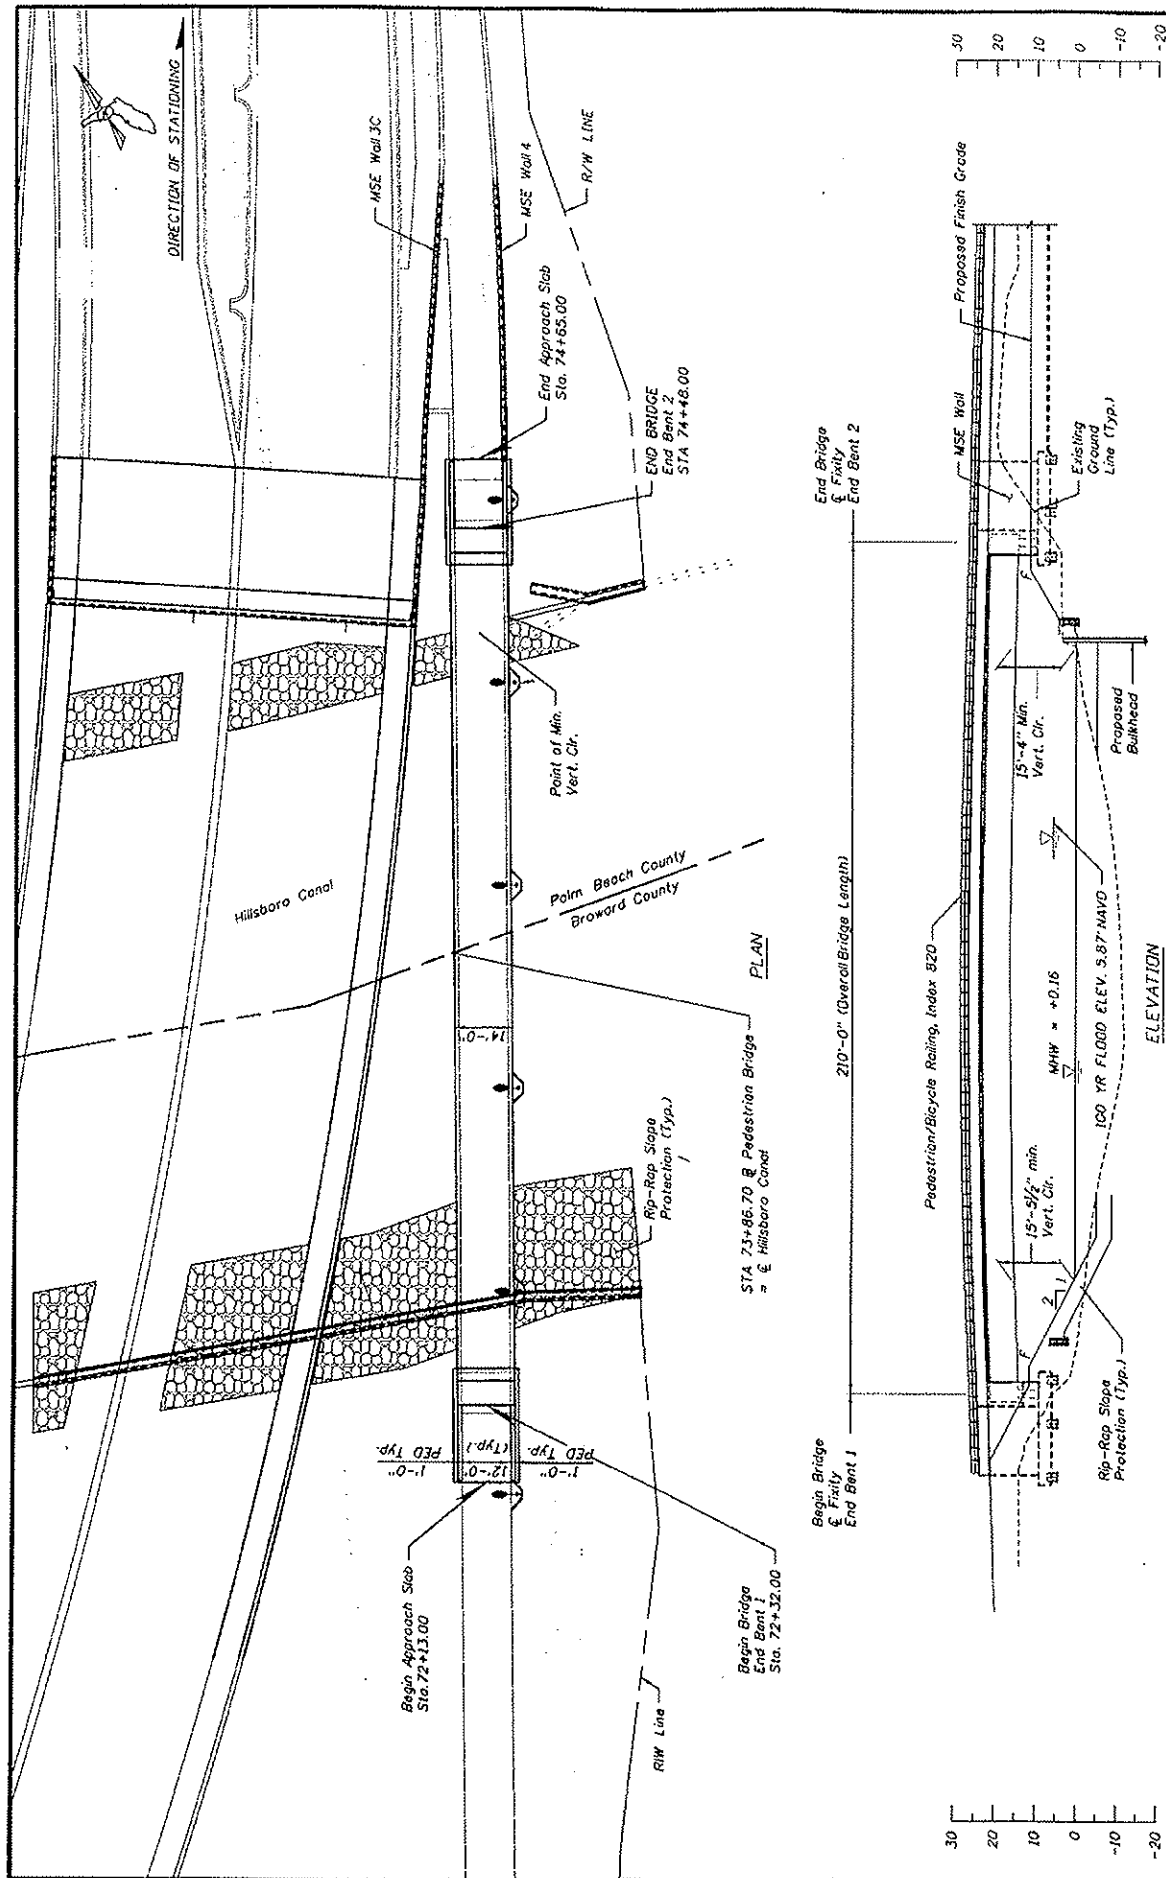 DIRECTION OF STATIONING
MSE Wall 3C
MSE Wall 4
R/W LINE
End Approach Slab
Sta. 74+65.00
END BRIDGE
End Bent 2
STA 74+48.00
Point of Min.
Vert. Clr.
Hillsboro Canal
Palm Beach County
Broward County
PLAN
14'-0"
STA 73+86.70 @ Pedestrian Bridge
= ℄ Hillsboro Canal
Rip-Rap Slope
Protection (Typ.)
1'-0"
PED Typ.
12'-0"
(Typ.)
1'-0"
PED Typ.
Begin Approach Slab
Sta. 72+13.00
Begin Bridge
End Bent 1
Sta. 72+32.00
R/W Line
Begin Bridge
℄ Fixity
End Bent 1
210'-0" (Overall Bridge Length)
End Bridge
℄ Fixity
End Bent 2
Pedestrian/Bicycle Railing, Index 820
MSE Wall
Proposed Finish Grade
Existing
Ground
Line (Typ.)
F
F
15'-5½" min.
Vert. Clr.
15'-4" Min.
Vert. Clr.
2
1
MHW = +0.16
100 YR FLOOD ELEV. 5.87' NAVD
Proposed
Bulkhead
Rip-Rap Slope
Protection (Typ.)
ELEVATION
30
20
10
0
-10
-20
30
20
10
0
-10
-20